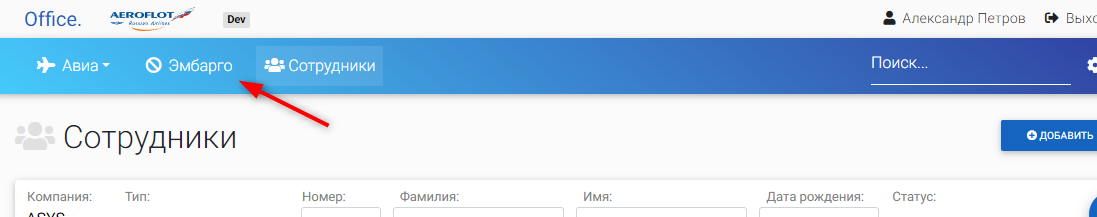 Office. AEROFLOT Russian Airlines Dev Александр Петров
Авиа Эмбарго Сотрудники Поиск...
Сотрудники ДОБАВИТЬ
Компания: Тип: Номер: Фамилия: Имя: Дата рождения: Статус: